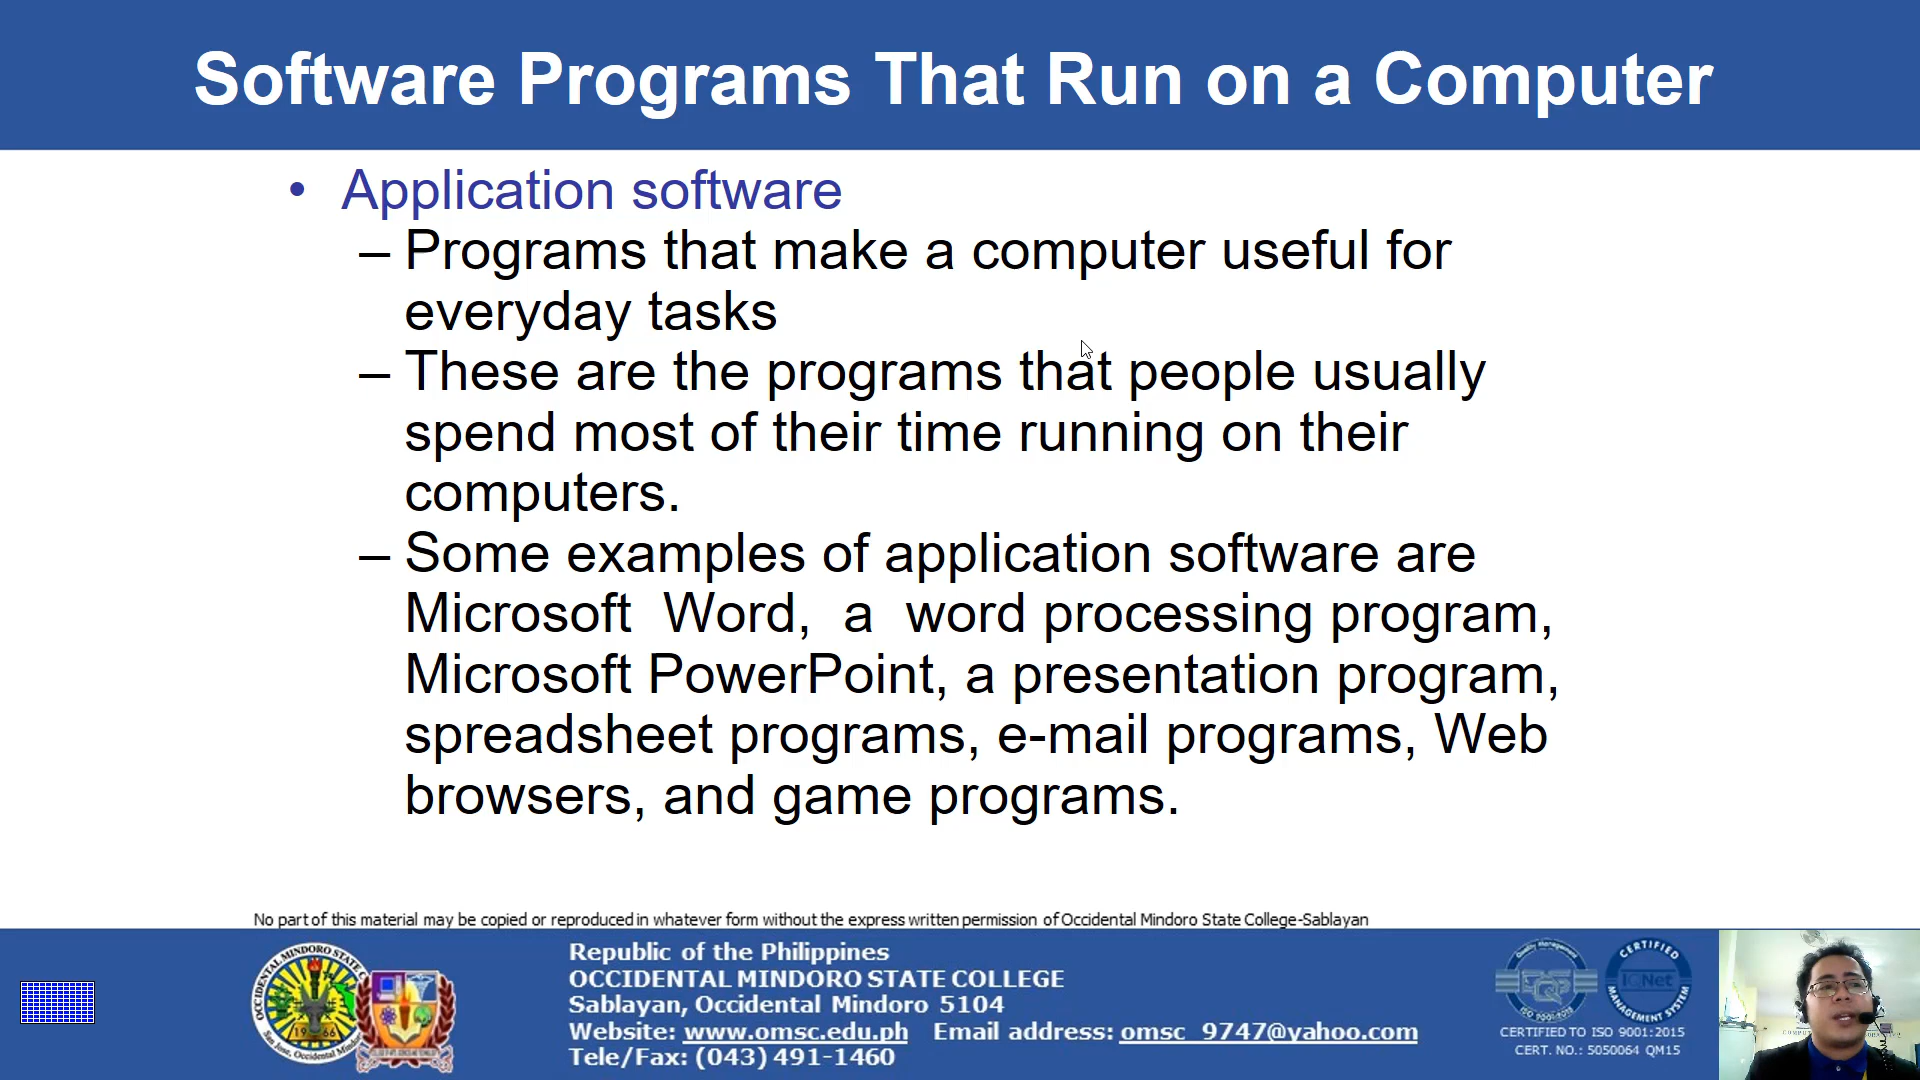 Software Programs That Run on a Computer
• Application software
– Programs that make a computer useful for
everyday tasks
– These are the programs that people usually
spend most of their time running on their
computers.
– Some examples of application software are
Microsoft Word, a word processing program,
Microsoft PowerPoint, a presentation program,
spreadsheet programs, e-mail programs, Web
browsers, and game programs.
No part of this material may be copied or reproduced in whatever form without the express written permission of Occidental Mindoro State College-Sablayan
Republic of the Philippines
OCCIDENTAL MINDORO STATE COLLEGE
Sablayan, Occidental Mindoro 5104
Website: www.omsc.edu.ph Email address: omsc_9747@yahoo.com
Tele/Fax: (043) 491-1460
CERTIFIED
IQNet
MANAGEMENT SYSTEM
CERTIFIED TO ISO 9001:2015
CERT. NO.: 5050064 QM15